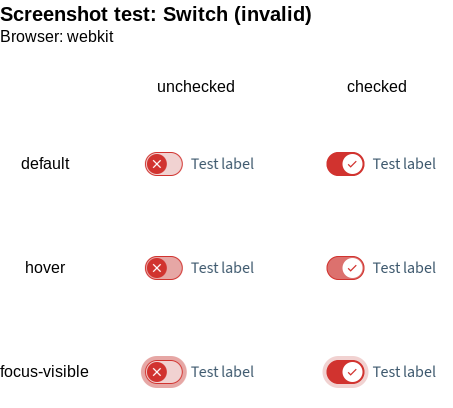 Screenshot test: Switch (invalid)
Browser: webkit
unchecked checked
default Test label Test label
hover Test label Test label
focus-visible Test label Test label